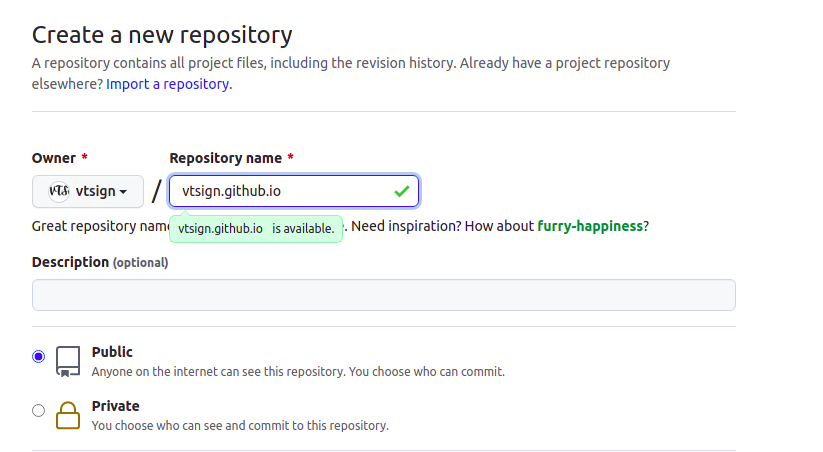 Create a new repository
A repository contains all project files, including the revision history. Already have a project repository
elsewhere? Import a repository.
Owner *
Repository name *
VTS vtsign / vtsign.github.io
Great repository nam
. Need inspiration? How about furry-happiness?
vtsign.github.io is available.
Description (optional)
Public
Anyone on the internet can see this repository. You choose who can commit.
Private
You choose who can see and commit to this repository.